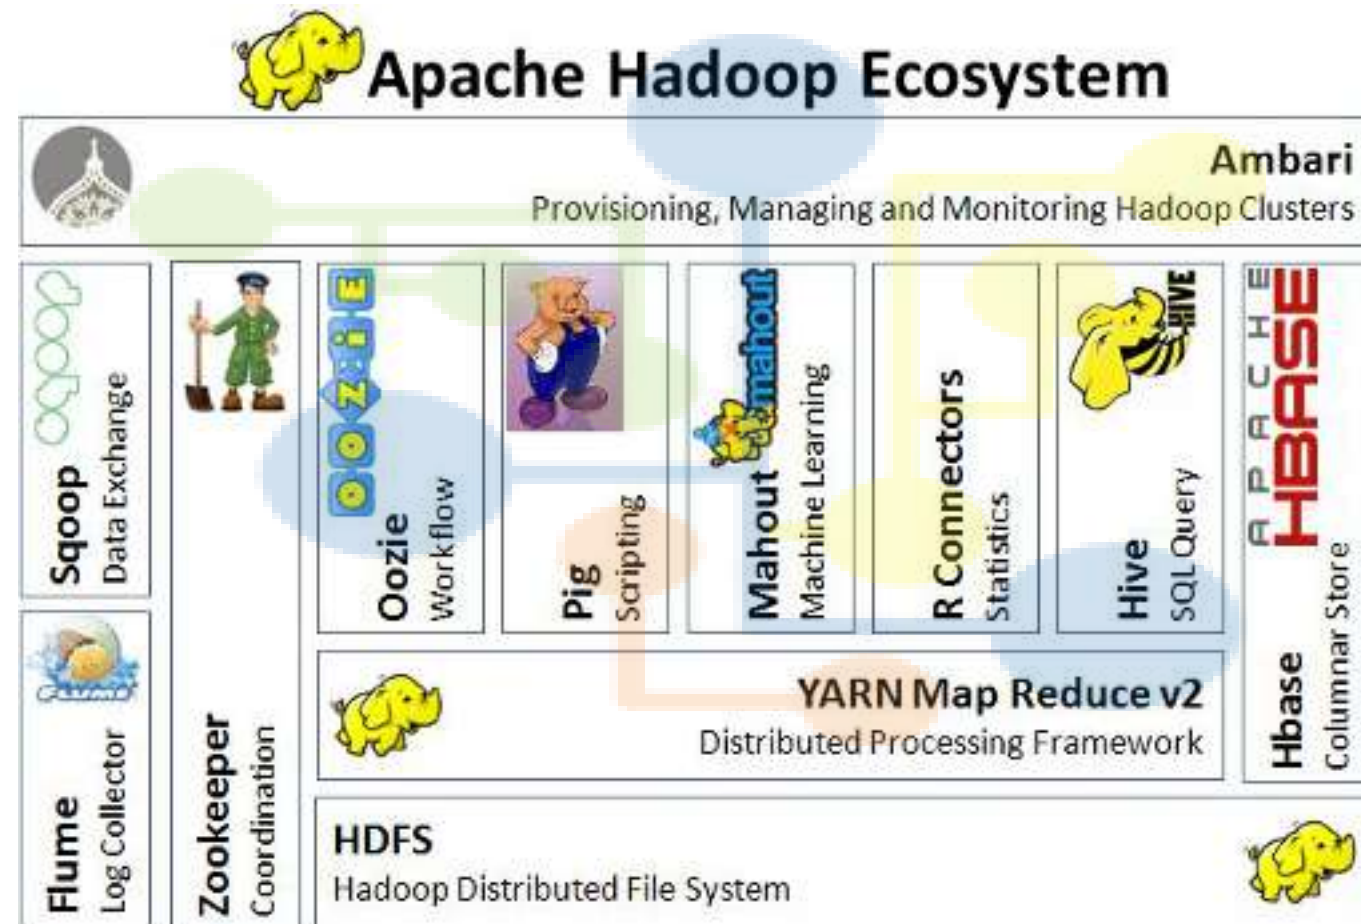 Apache Hadoop Ecosystem
Ambari
Provisioning, Managing and Monitoring Hadoop Clusters
sqoop
Sqoop
Data Exchange
FLUME
Flume
Log Collector
Zookeeper
Coordination
OOZIE
Oozie
Workflow
Pig
Scripting
mahout
Mahout
Machine Learning
R Connectors
Statistics
HIVE
Hive
SQL Query
APACHE
HBASE
Hbase
Columnar Store
YARN Map Reduce v2
Distributed Processing Framework
HDFS
Hadoop Distributed File System